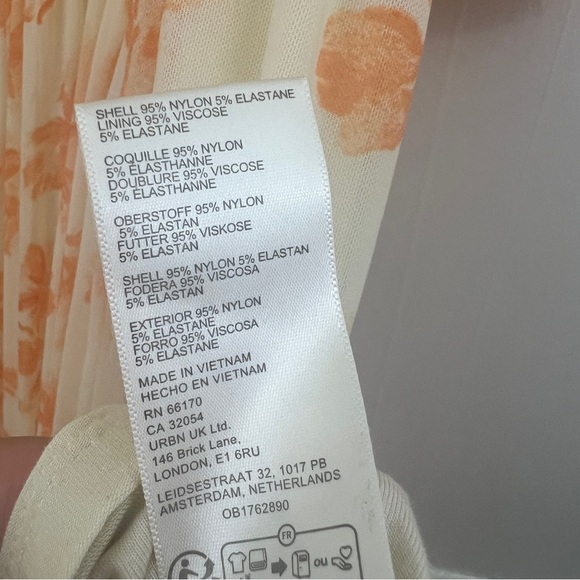 SHELL 95% NYLON 5% ELASTANE
LINING 95% VISCOSE
5% ELASTANE
COQUILLE 95% NYLON
5% ELASTHANNE
DOUBLURE 95% VISCOSE
5% ELASTHANNE
OBERSTOFF 95% NYLON
5% ELASTAN
FUTTER 95% VISKOSE
5% ELASTAN
SHELL 95% NYLON 5% ELASTAN
FODERA 95% VISCOSA
5% ELASTAN
EXTERIOR 95% NYLON
5% ELASTANE
FORRO 95% VISCOSA
5% ELASTANE
MADE IN VIETNAM
HECHO EN VIETNAM
RN 66170
CA 32054
URBN UK Ltd.
146 Brick Lane,
LONDON, E1 6RU
LEIDSESTRAAT 32, 1017 PB
AMSTERDAM, NETHERLANDS
OB1762890
FR
OU